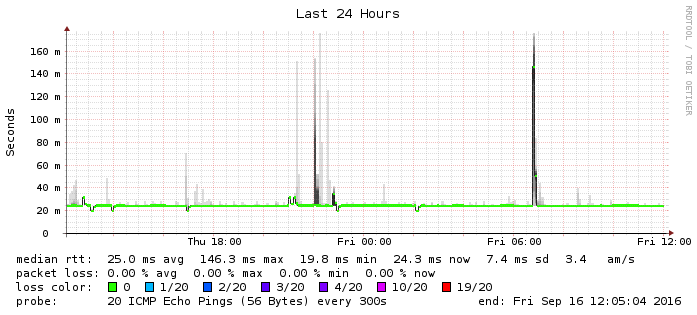 Last 24 Hours
RRDTOOL / TOBI OETIKER
Seconds
160 m
140 m
120 m
100 m
80 m
60 m
40 m
20 m
0
Thu 18:00 Fri 00:00 Fri 06:00 Fri 12:00
median rtt: 25.0 ms avg 146.3 ms max 19.8 ms min 24.3 ms now 7.4 ms sd 3.4 am/s
packet loss: 0.00 % avg 0.00 % max 0.00 % min 0.00 % now
loss color: 0 1/20 2/20 3/20 4/20 10/20 19/20
probe: 20 ICMP Echo Pings (56 Bytes) every 300s end: Fri Sep 16 12:05:04 2016